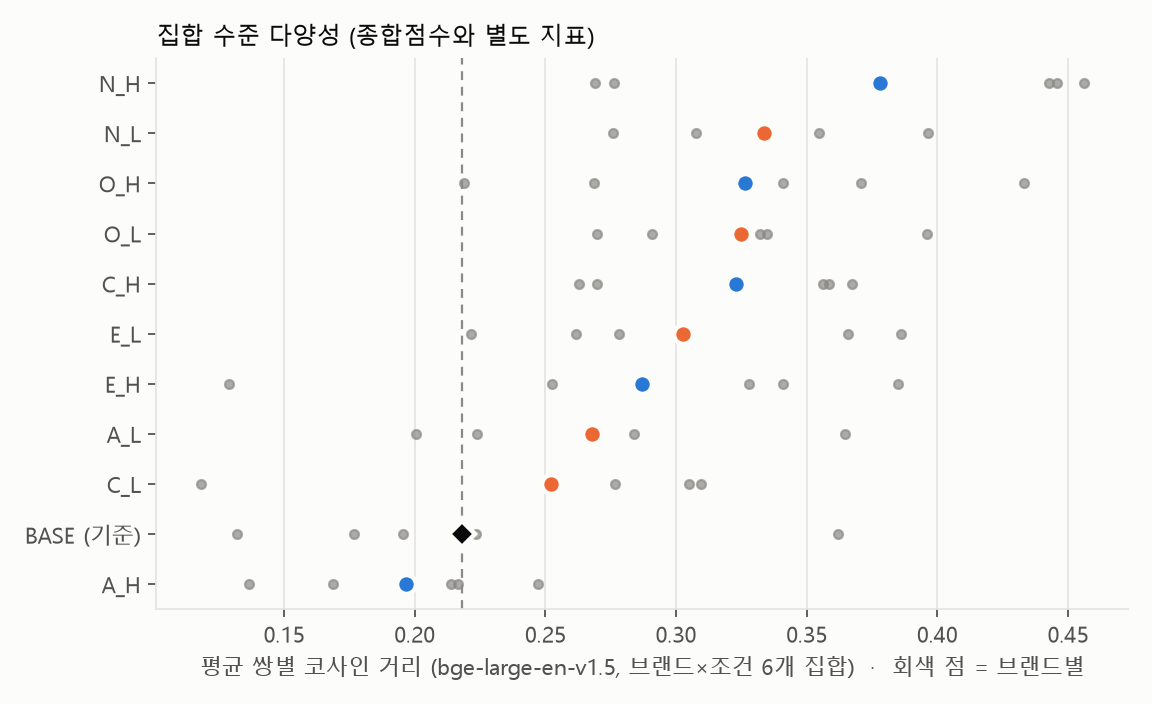 집합 수준 다양성 (종합점수와 별도 지표)
N_H
N_L
O_H
O_L
C_H
E_L
E_H
A_L
C_L
BASE (기준)
A_H
0.15 0.20 0.25 0.30 0.35 0.40 0.45
평균 쌍별 코사인 거리 (bge-large-en-v1.5, 브랜드×조건 6개 집합) · 회색 점 = 브랜드별